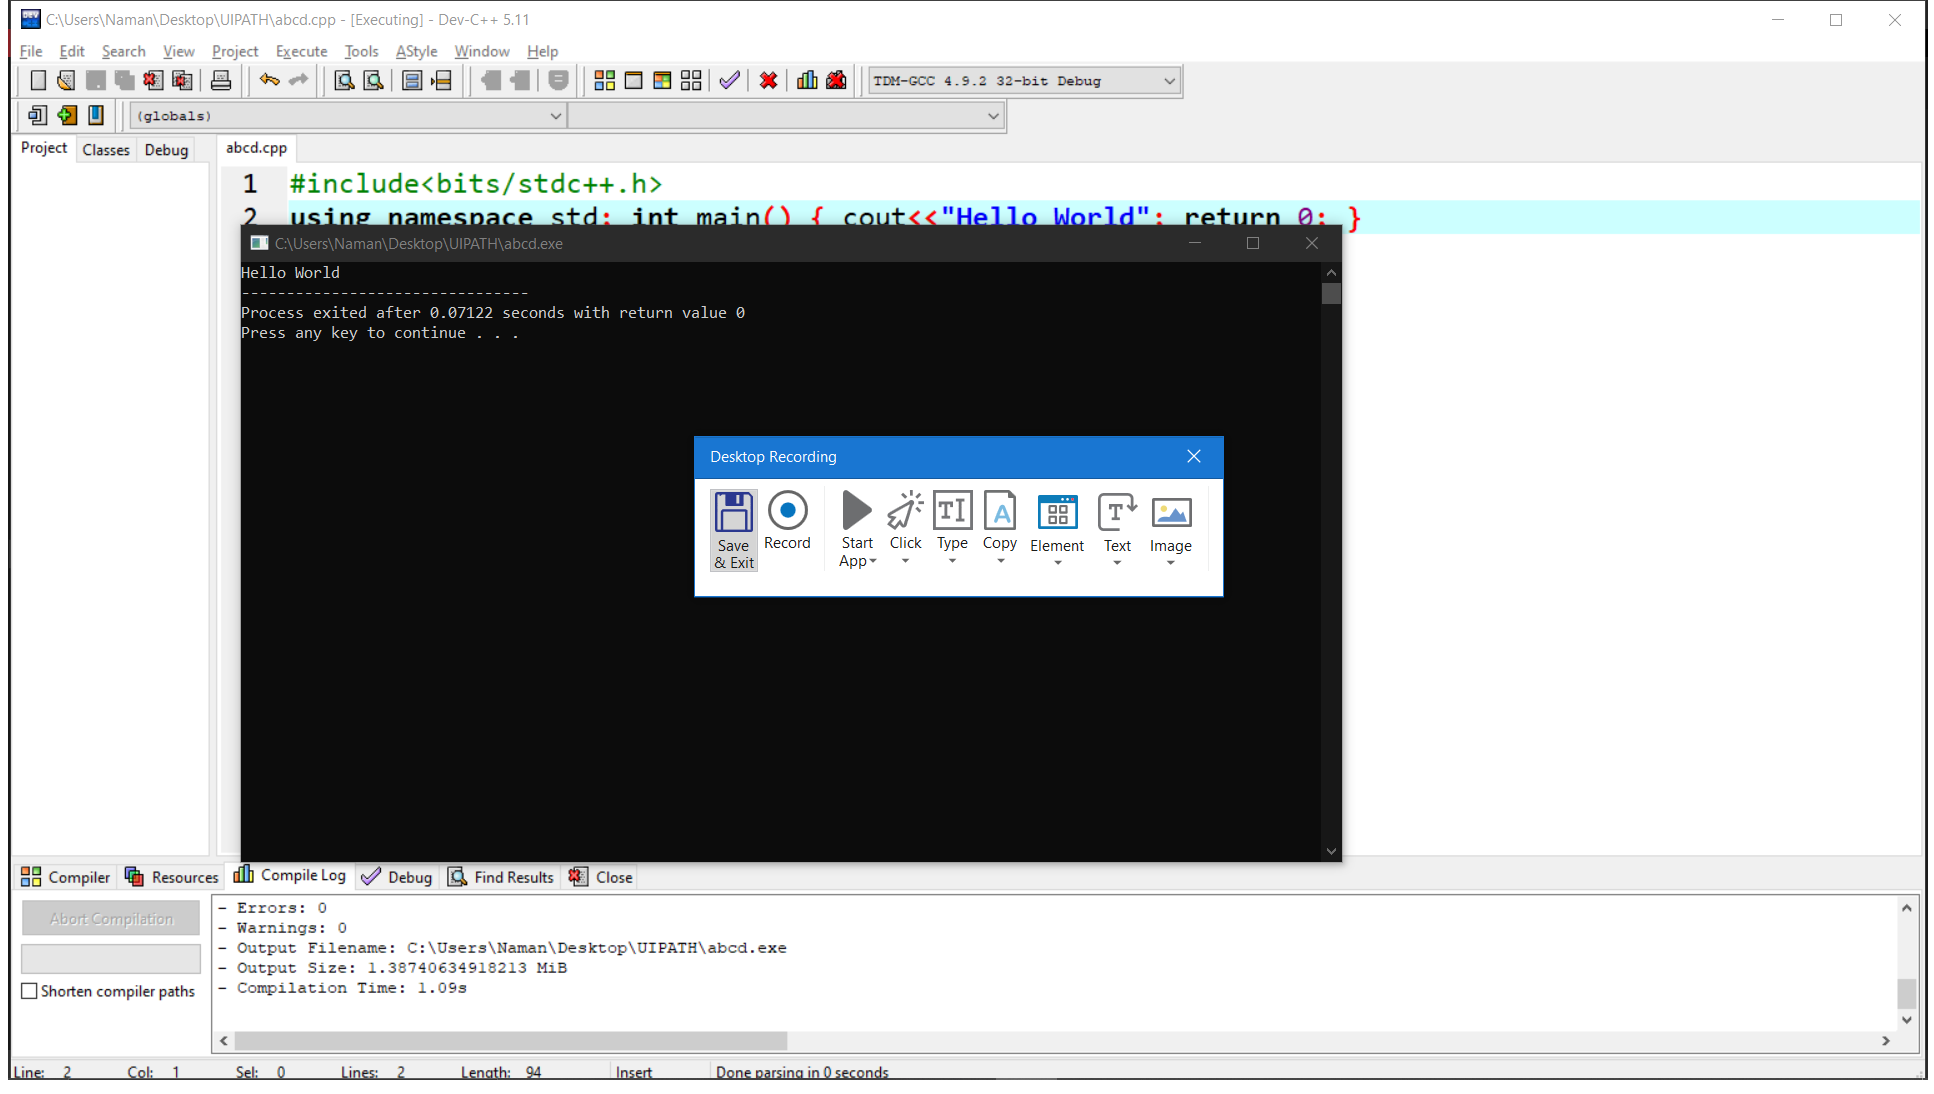 C:\Users\Naman\Desktop\UIPATH\abcd.cpp - [Executing] - Dev-C++ 5.11
File Edit Search View Project Execute Tools AStyle Window Help
TDM-GCC 4.9.2 32-bit Debug
(globals)
Project Classes Debug abcd.cpp
1 #include<bits/stdc++.h>
2 using namespace std; int main() { cout<<"Hello World"; return 0; }
C:\Users\Naman\Desktop\UIPATH\abcd.exe
Hello World
--------------------------------
Process exited after 0.07122 seconds with return value 0
Press any key to continue . . .
Desktop Recording
Save & Exit
Record
Start App
Click
Type
Copy
Element
Text
Image
Compiler Resources Compile Log Debug Find Results Close
Abort Compilation
Shorten compiler paths
- Errors: 0
- Warnings: 0
- Output Filename: C:\Users\Naman\Desktop\UIPATH\abcd.exe
- Output Size: 1.38740634918213 MiB
- Compilation Time: 1.09s
Line: 2 Col: 1 Sel: 0 Lines: 2 Length: 94 Insert Done parsing in 0 seconds